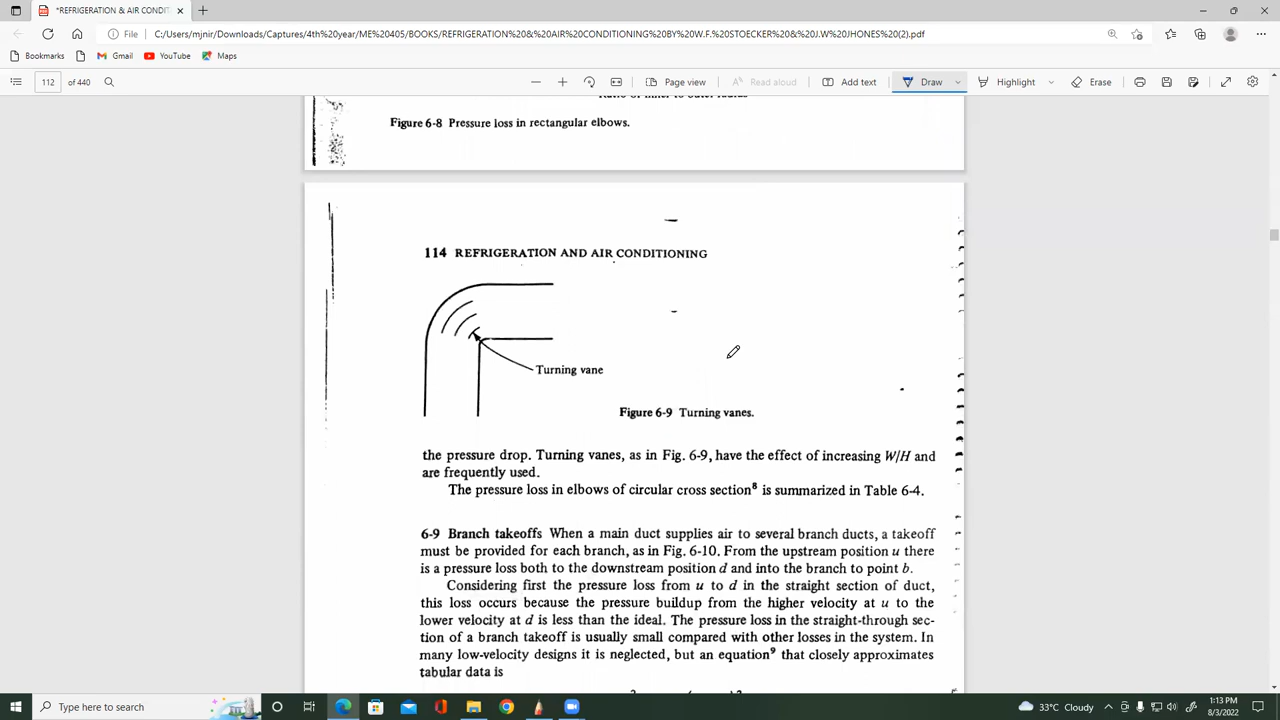 *REFRIGERATION & AIR CONDIT
File
C:/Users/mjnir/Downloads/Captures/4th%20year/ME%20405/BOOKS/REFRIGERATION%20&%20AIR%20CONDITIONING%20BY%20W.F.%20STOECKER%20&%20J.W%20JHONES%20(2).pdf
Bookmarks
Gmail
YouTube
Maps
112 of 440
Page view
Read aloud
Add text
Draw
Highlight
Erase
Figure 6-8 Pressure loss in rectangular elbows.
114 REFRIGERATION AND AIR CONDITIONING
Turning vane
Figure 6-9 Turning vanes.
the pressure drop. Turning vanes, as in Fig. 6-9, have the effect of increasing W/H and
are frequently used.
The pressure loss in elbows of circular cross section⁸ is summarized in Table 6-4.
6-9 Branch takeoffs When a main duct supplies air to several branch ducts, a takeoff
must be provided for each branch, as in Fig. 6-10. From the upstream position u there
is a pressure loss both to the downstream position d and into the branch to point b.
Considering first the pressure loss from u to d in the straight section of duct,
this loss occurs because the pressure buildup from the higher velocity at u to the
lower velocity at d is less than the ideal. The pressure loss in the straight-through sec-
tion of a branch takeoff is usually small compared with other losses in the system. In
many low-velocity designs it is neglected, but an equation⁹ that closely approximates
tabular data is
Type here to search
33°C Cloudy
1:13 PM
8/3/2022